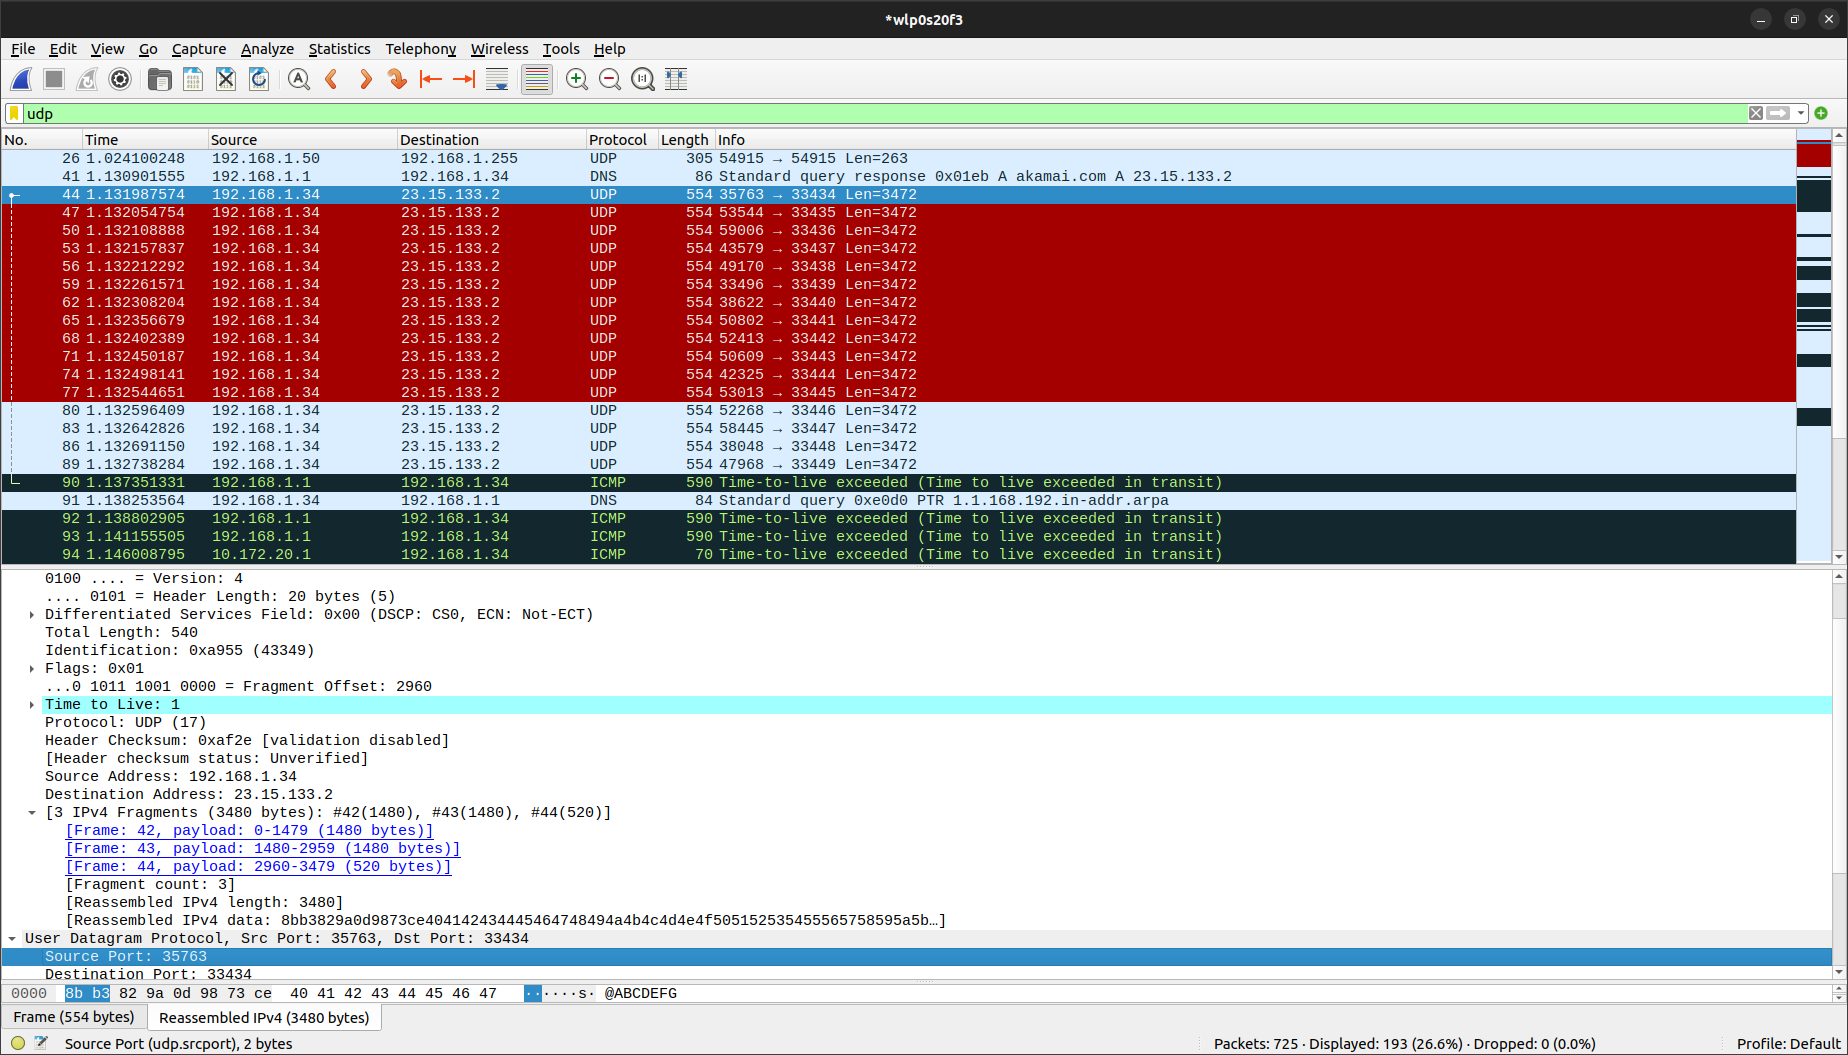 *wlp0s20f3
File Edit View Go Capture Analyze Statistics Telephony Wireless Tools Help
udp
No. Time Source Destination Protocol Length Info
26 1.024100248 192.168.1.50 192.168.1.255 UDP 305 54915 → 54915 Len=263
41 1.130901555 192.168.1.1 192.168.1.34 DNS 86 Standard query response 0x01eb A akamai.com A 23.15.133.2
44 1.131987574 192.168.1.34 23.15.133.2 UDP 554 35763 → 33434 Len=3472
47 1.132054754 192.168.1.34 23.15.133.2 UDP 554 53544 → 33435 Len=3472
50 1.132108888 192.168.1.34 23.15.133.2 UDP 554 59006 → 33436 Len=3472
53 1.132157837 192.168.1.34 23.15.133.2 UDP 554 43579 → 33437 Len=3472
56 1.132212292 192.168.1.34 23.15.133.2 UDP 554 49170 → 33438 Len=3472
59 1.132261571 192.168.1.34 23.15.133.2 UDP 554 33496 → 33439 Len=3472
62 1.132308204 192.168.1.34 23.15.133.2 UDP 554 38622 → 33440 Len=3472
65 1.132356679 192.168.1.34 23.15.133.2 UDP 554 50802 → 33441 Len=3472
68 1.132402389 192.168.1.34 23.15.133.2 UDP 554 52413 → 33442 Len=3472
71 1.132450187 192.168.1.34 23.15.133.2 UDP 554 50609 → 33443 Len=3472
74 1.132498141 192.168.1.34 23.15.133.2 UDP 554 42325 → 33444 Len=3472
77 1.132544651 192.168.1.34 23.15.133.2 UDP 554 53013 → 33445 Len=3472
80 1.132596409 192.168.1.34 23.15.133.2 UDP 554 52268 → 33446 Len=3472
83 1.132642826 192.168.1.34 23.15.133.2 UDP 554 58445 → 33447 Len=3472
86 1.132691150 192.168.1.34 23.15.133.2 UDP 554 38048 → 33448 Len=3472
89 1.132738284 192.168.1.34 23.15.133.2 UDP 554 47968 → 33449 Len=3472
90 1.137351331 192.168.1.1 192.168.1.34 ICMP 590 Time-to-live exceeded (Time to live exceeded in transit)
91 1.138253564 192.168.1.34 192.168.1.1 DNS 84 Standard query 0xe0d0 PTR 1.1.168.192.in-addr.arpa
92 1.138802905 192.168.1.1 192.168.1.34 ICMP 590 Time-to-live exceeded (Time to live exceeded in transit)
93 1.141155505 192.168.1.1 192.168.1.34 ICMP 590 Time-to-live exceeded (Time to live exceeded in transit)
94 1.146008795 10.172.20.1 192.168.1.34 ICMP 70 Time-to-live exceeded (Time to live exceeded in transit)
0100 .... = Version: 4
.... 0101 = Header Length: 20 bytes (5)
Differentiated Services Field: 0x00 (DSCP: CS0, ECN: Not-ECT)
Total Length: 540
Identification: 0xa955 (43349)
Flags: 0x01
...0 1011 1001 0000 = Fragment Offset: 2960
Time to Live: 1
Protocol: UDP (17)
Header Checksum: 0xaf2e [validation disabled]
[Header checksum status: Unverified]
Source Address: 192.168.1.34
Destination Address: 23.15.133.2
[3 IPv4 Fragments (3480 bytes): #42(1480), #43(1480), #44(520)]
[Frame: 42, payload: 0-1479 (1480 bytes)]
[Frame: 43, payload: 1480-2959 (1480 bytes)]
[Frame: 44, payload: 2960-3479 (520 bytes)]
[Fragment count: 3]
[Reassembled IPv4 length: 3480]
[Reassembled IPv4 data: 8bb3829a0d9873ce404142434445464748494a4b4c4d4e4f505152535455565758595a5b…]
User Datagram Protocol, Src Port: 35763, Dst Port: 33434
Source Port: 35763
Destination Port: 33434
0000 8b b3 82 9a 0d 98 73 ce 40 41 42 43 44 45 46 47 ······s· @ABCDEFG
Frame (554 bytes) Reassembled IPv4 (3480 bytes)
Source Port (udp.srcport), 2 bytes Packets: 725 · Displayed: 193 (26.6%) · Dropped: 0 (0.0%) Profile: Default